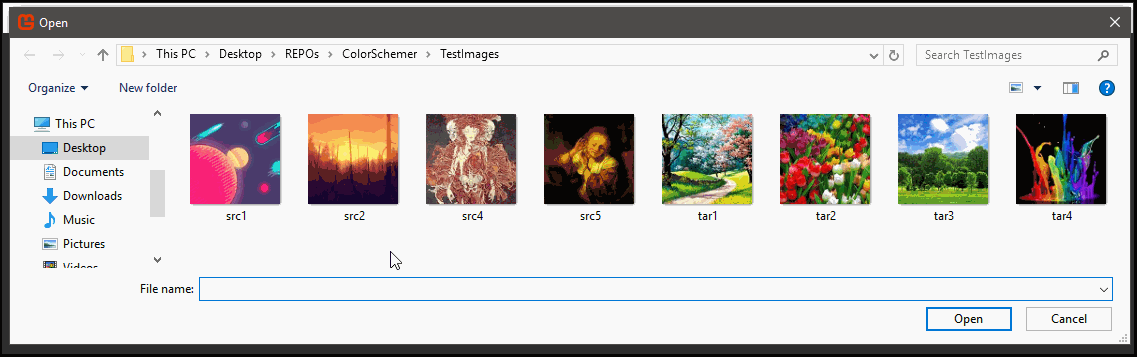 Open
This PC Desktop REPOs ColorSchemer TestImages Search TestImages
Organize New folder
This PC
Desktop
Documents
Downloads
Music
Pictures
Videos
src1 src2 src4 src5 tar1 tar2 tar3 tar4
File name:
Open Cancel